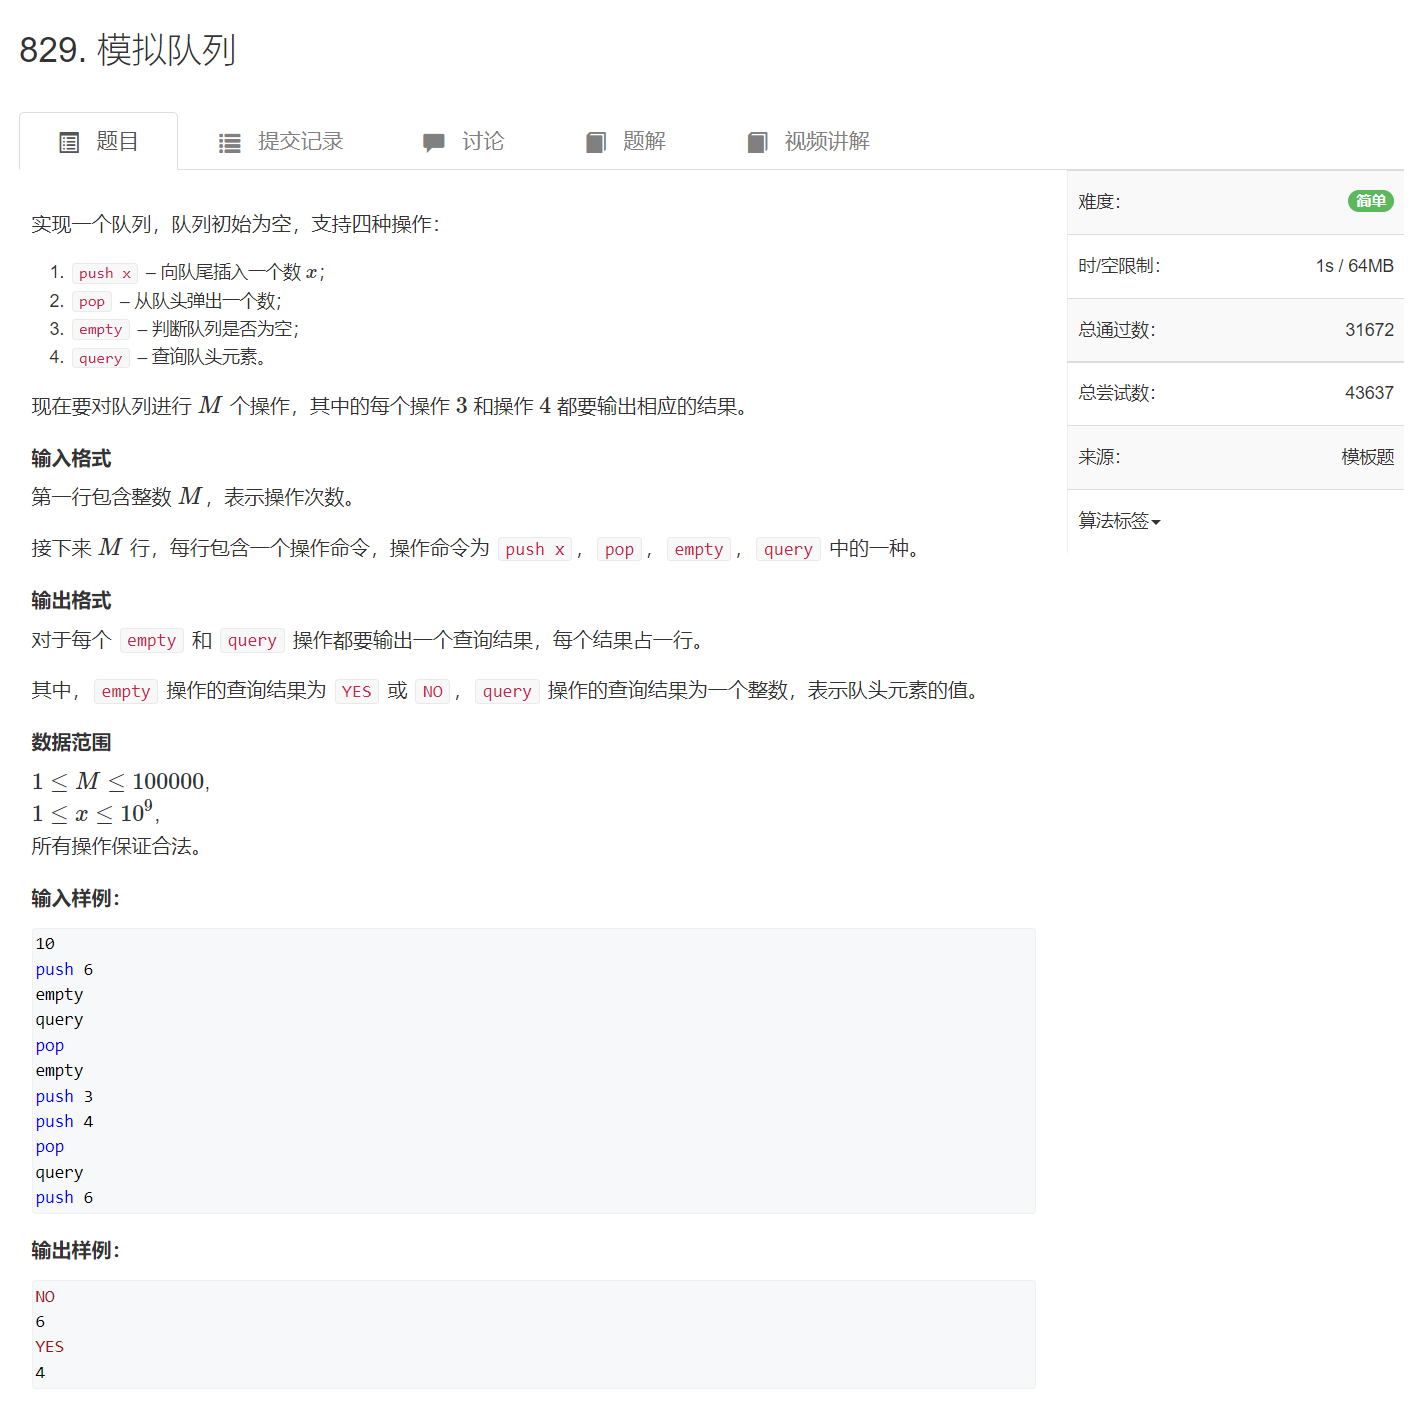 829. 模拟队列
题目 提交记录 讨论 题解 视频讲解
实现一个队列，队列初始为空，支持四种操作：
1. push x – 向队尾插入一个数 x；
2. pop – 从队头弹出一个数；
3. empty – 判断队列是否为空；
4. query – 查询队头元素。
现在要对队列进行 M 个操作，其中的每个操作 3 和操作 4 都要输出相应的结果。
输入格式
第一行包含整数 M，表示操作次数。
接下来 M 行，每行包含一个操作命令，操作命令为 push x，pop，empty，query 中的一种。
输出格式
对于每个 empty 和 query 操作都要输出一个查询结果，每个结果占一行。
其中，empty 操作的查询结果为 YES 或 NO，query 操作的查询结果为一个整数，表示队头元素的值。
数据范围
1 ≤ M ≤ 100000,
1 ≤ x ≤ 10⁹,
所有操作保证合法。
输入样例：
10
push 6
empty
query
pop
empty
push 3
push 4
pop
query
push 6
输出样例：
NO
6
YES
4
难度： 简单
时/空限制： 1s / 64MB
总通过数： 31672
总尝试数： 43637
来源： 模板题
算法标签